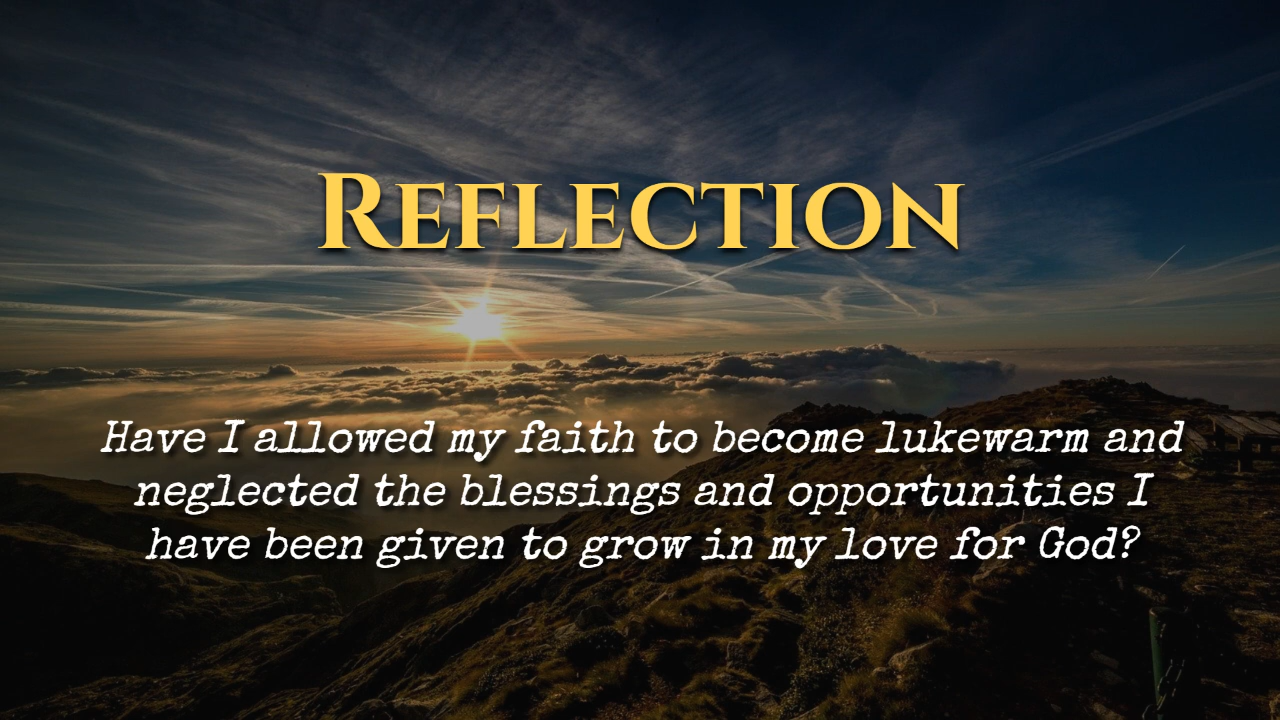 Reflection
Have I allowed my faith to become lukewarm and
neglected the blessings and opportunities I
have been given to grow in my love for God?